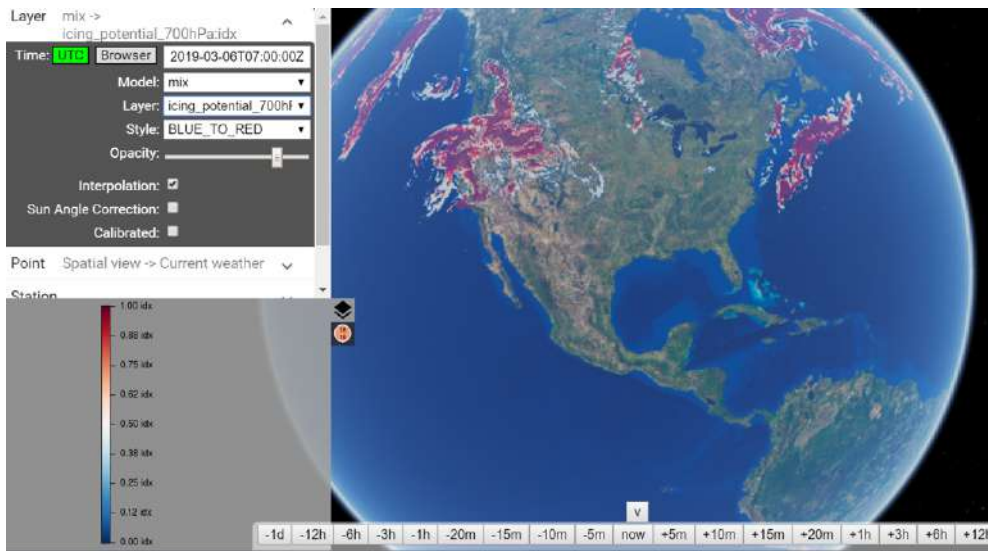 Layer mix ->
icing_potential_700hPa:idx
Time: UTC Browser 2019-03-06T07:00:00Z
Model: mix
Layer: icing_potential_700hF
Style: BLUE_TO_RED
Opacity:
Interpolation:
Sun Angle Correction:
Calibrated:
Point Spatial view -> Current weather
Station
1.00 idx
0.88 idx
0.75 idx
0.62 idx
0.50 idx
0.38 idx
0.25 idx
0.12 idx
0.00 idx
v
-1d -12h -6h -3h -1h -20m -15m -10m -5m now +5m +10m +15m +20m +1h +3h +6h +12h